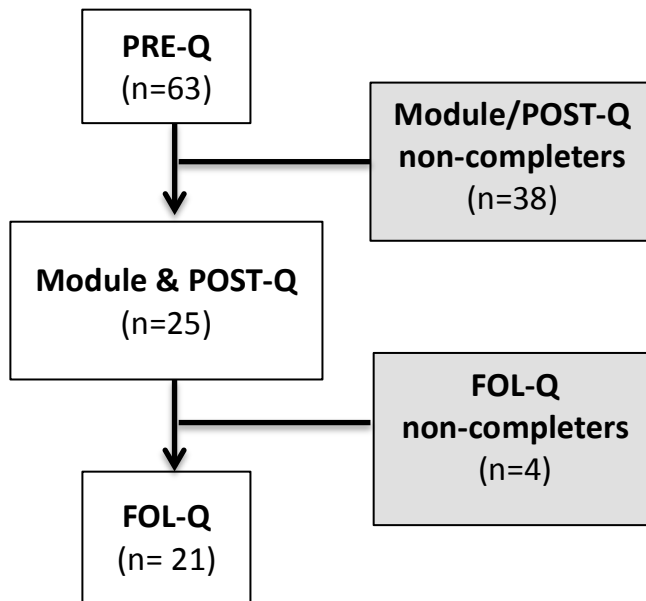 PRE-Q
(n=63)
Module/POST-Q
non-completers
(n=38)
Module & POST-Q
(n=25)
FOL-Q
non-completers
(n=4)
FOL-Q
(n= 21)